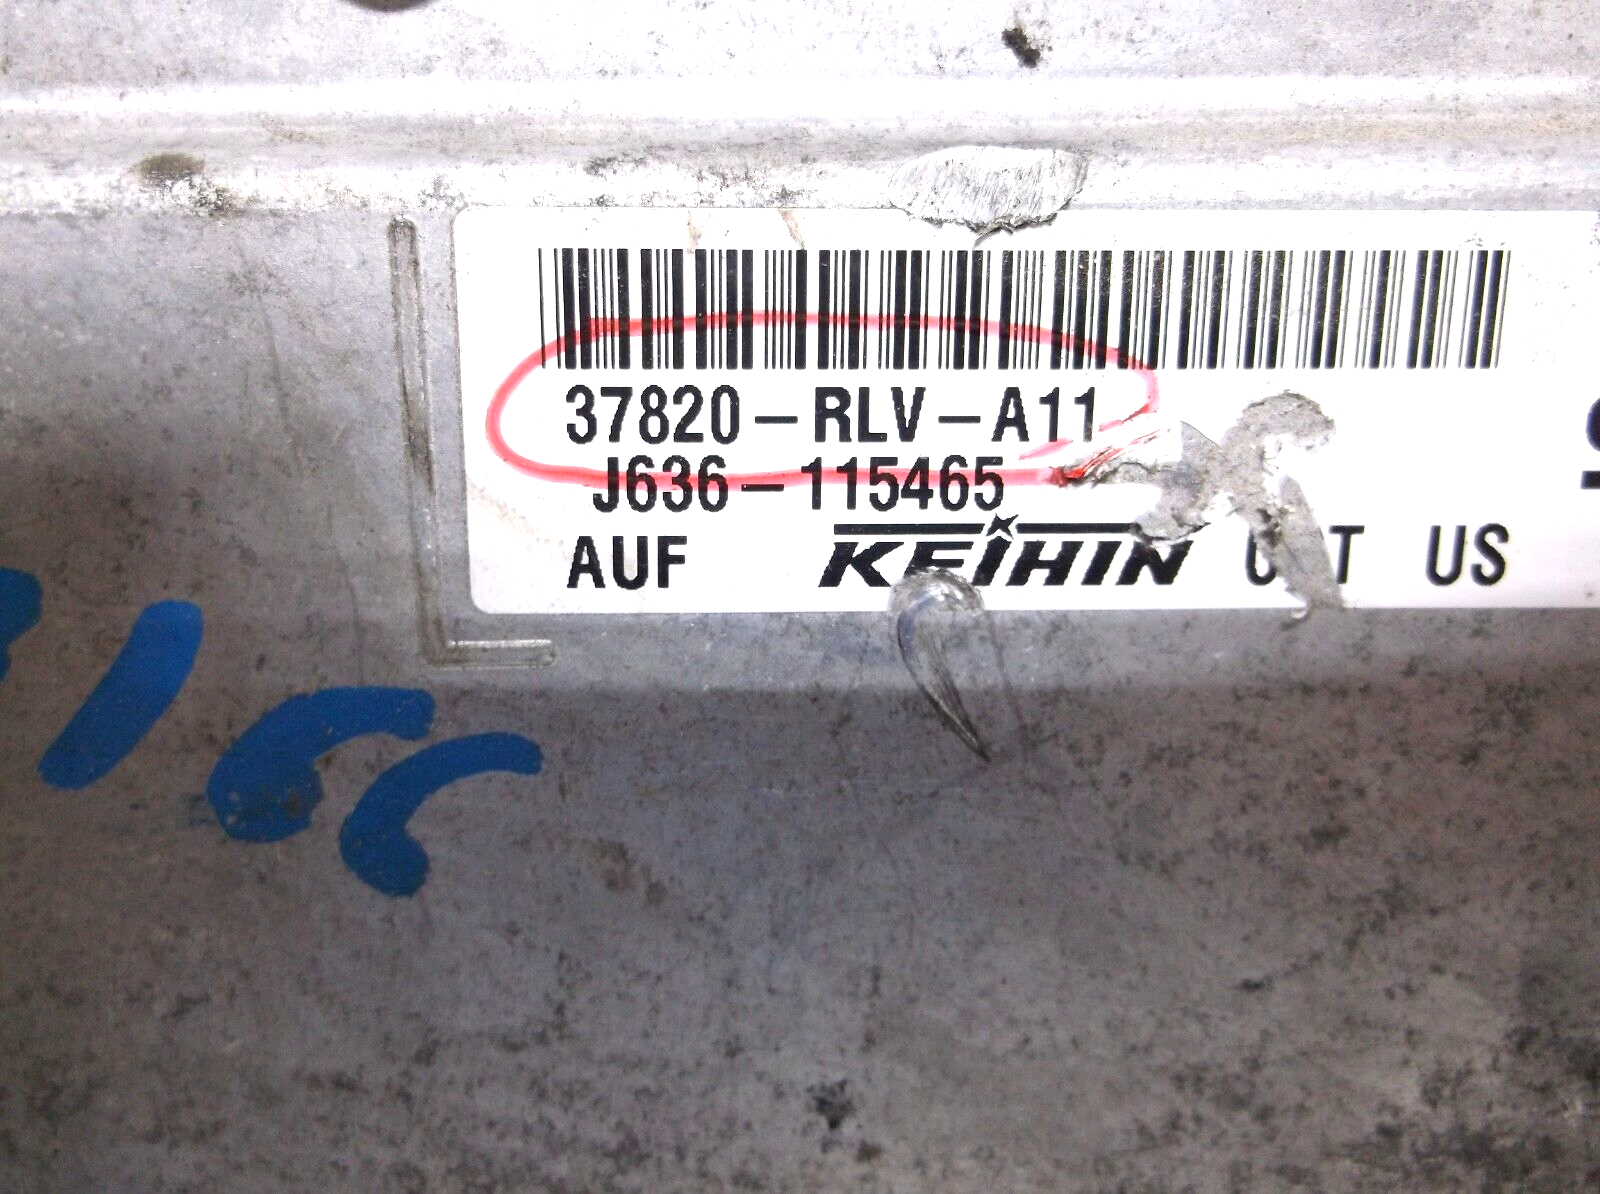 37820-RLV-A11
J636-115465
AUF KEIHIN US